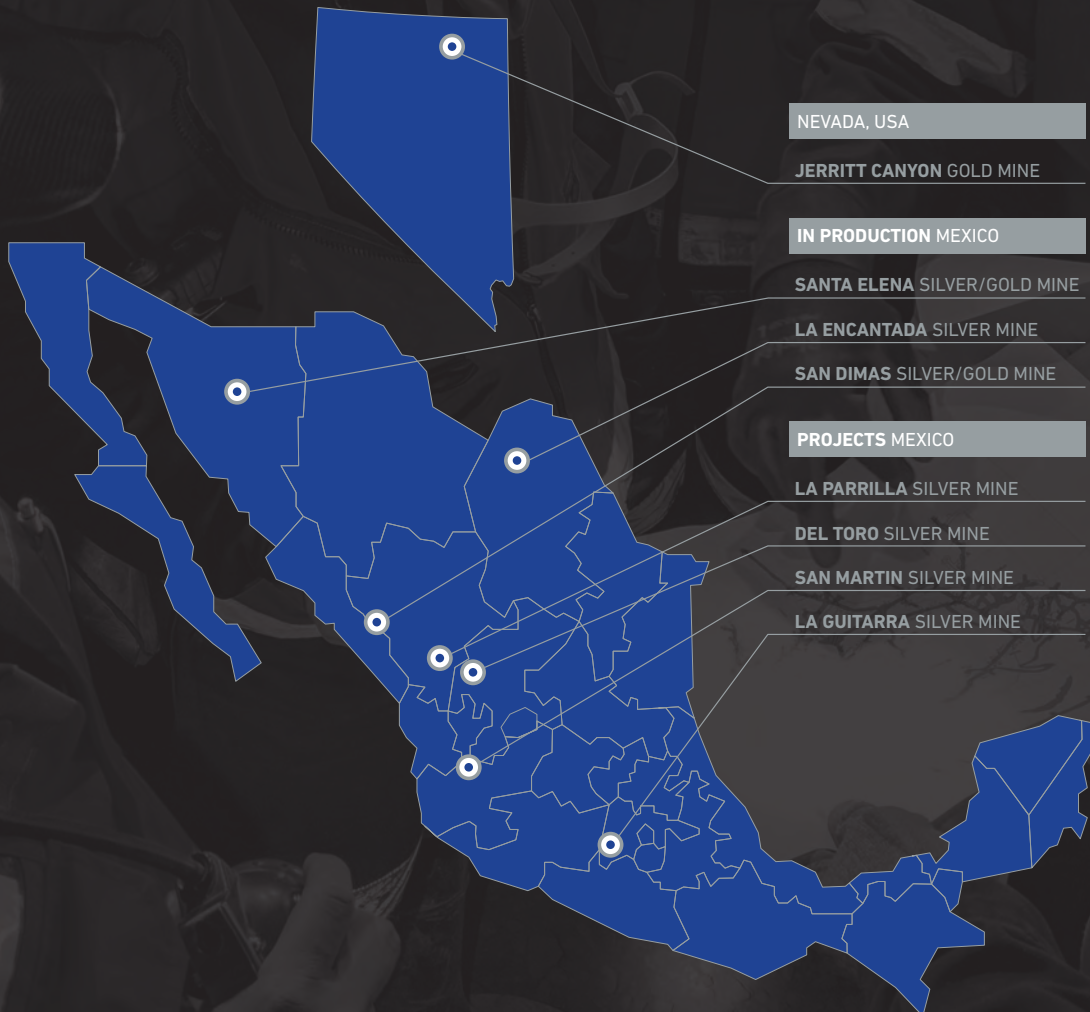 NEVADA, USA
JERRITT CANYON GOLD MINE
IN PRODUCTION MEXICO
SANTA ELENA SILVER/GOLD MINE
LA ENCANTADA SILVER MINE
SAN DIMAS SILVER/GOLD MINE
PROJECTS MEXICO
LA PARRILLA SILVER MINE
DEL TORO SILVER MINE
SAN MARTIN SILVER MINE
LA GUITARRA SILVER MINE